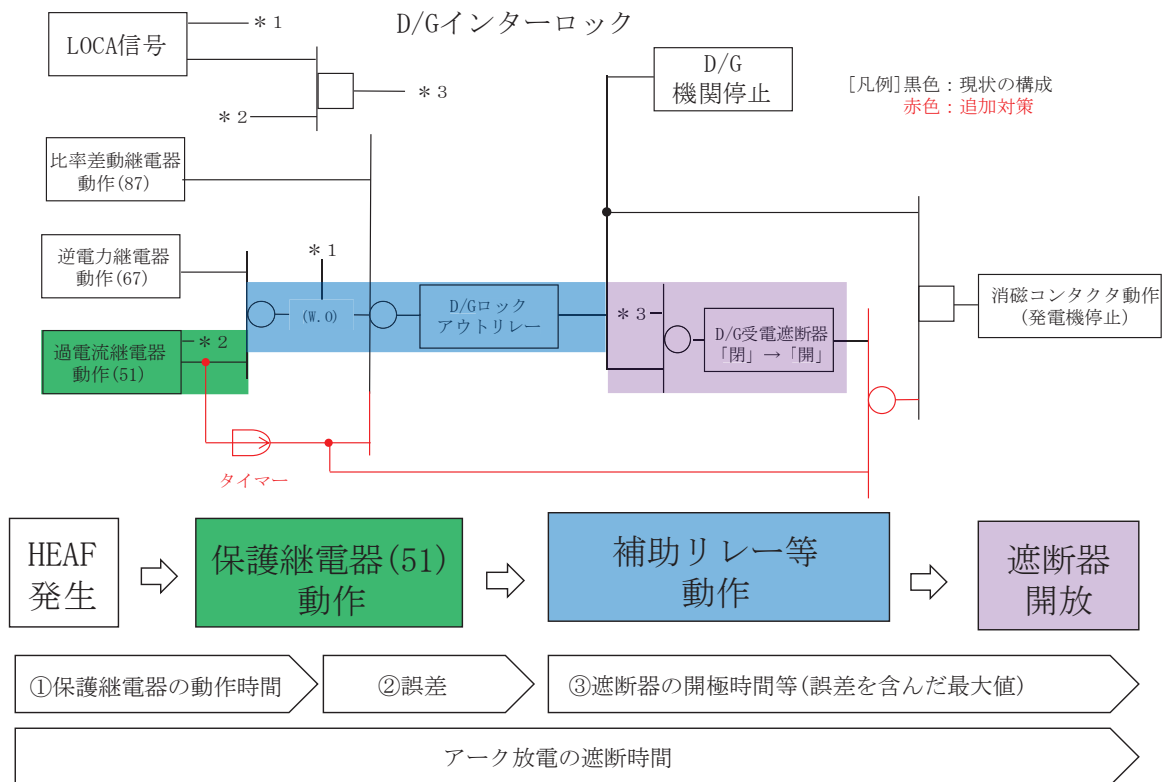 D/Gインターロック
LOCA信号
＊1
＊2
＊3
D/G
機関停止
[凡例]黒色：現状の構成
赤色：追加対策
比率差動継電器
動作(87)
逆電力継電器
動作(67)
＊1
(W.O)
D/Gロック
アウトリレー
＊3
D/G受電遮断器
「閉」→「開」
消磁コンタクタ動作
(発電機停止)
過電流継電器
動作(51)
＊2
タイマー
HEAF
発生
保護継電器(51)
動作
補助リレー等
動作
遮断器
開放
①保護継電器の動作時間
②誤差
③遮断器の開極時間等(誤差を含んだ最大値)
アーク放電の遮断時間